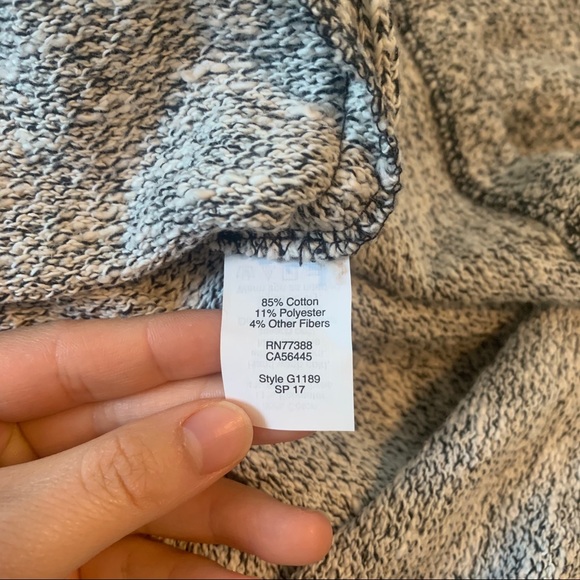 85% Cotton
11% Polyester
4% Other Fibers
RN77388
CA56445
Style G1189
SP 17